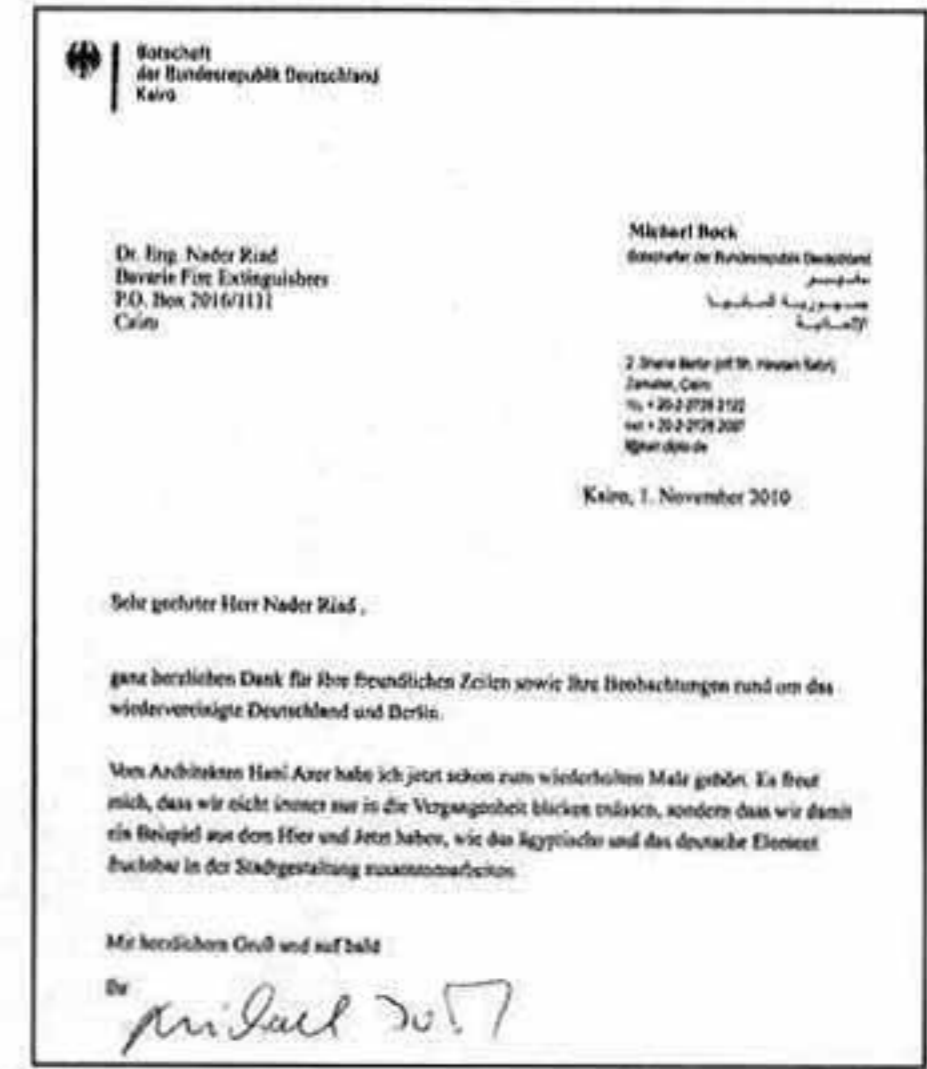 Botschaft
der Bundesrepublik Deutschland
Kairo
Dr. Eng. Nader Riad
Bavaria Fire Extinguishers
P.O. Box 2016/1111
Cairo
Michael Bock
Botschafter der Bundesrepublik Deutschland
جمهورية ألمانيا
الاتحادية
Zamalek, Cairo
Kairo, 1. November 2010
Sehr geehrter Herr Nader Riad ,
ganz herzlichen Dank für Ihre freundlichen Zeilen sowie Ihre Beobachtungen rund um das
wiedervereinigte Deutschland und Berlin.
Vom Architekten Hani Azer habe ich jetzt schon zum wiederholten Male gehört. Es freut
mich, dass wir nicht immer nur in die Vergangenheit blicken müssen, sondern dass wir damit
ein Beispiel aus dem Hier und Jetzt haben, wie das ägyptische und das deutsche Element
fruchtbar in der Stadtgestaltung zusammenarbeiten.
Mit herzlichem Gruß und auf bald
Ihr